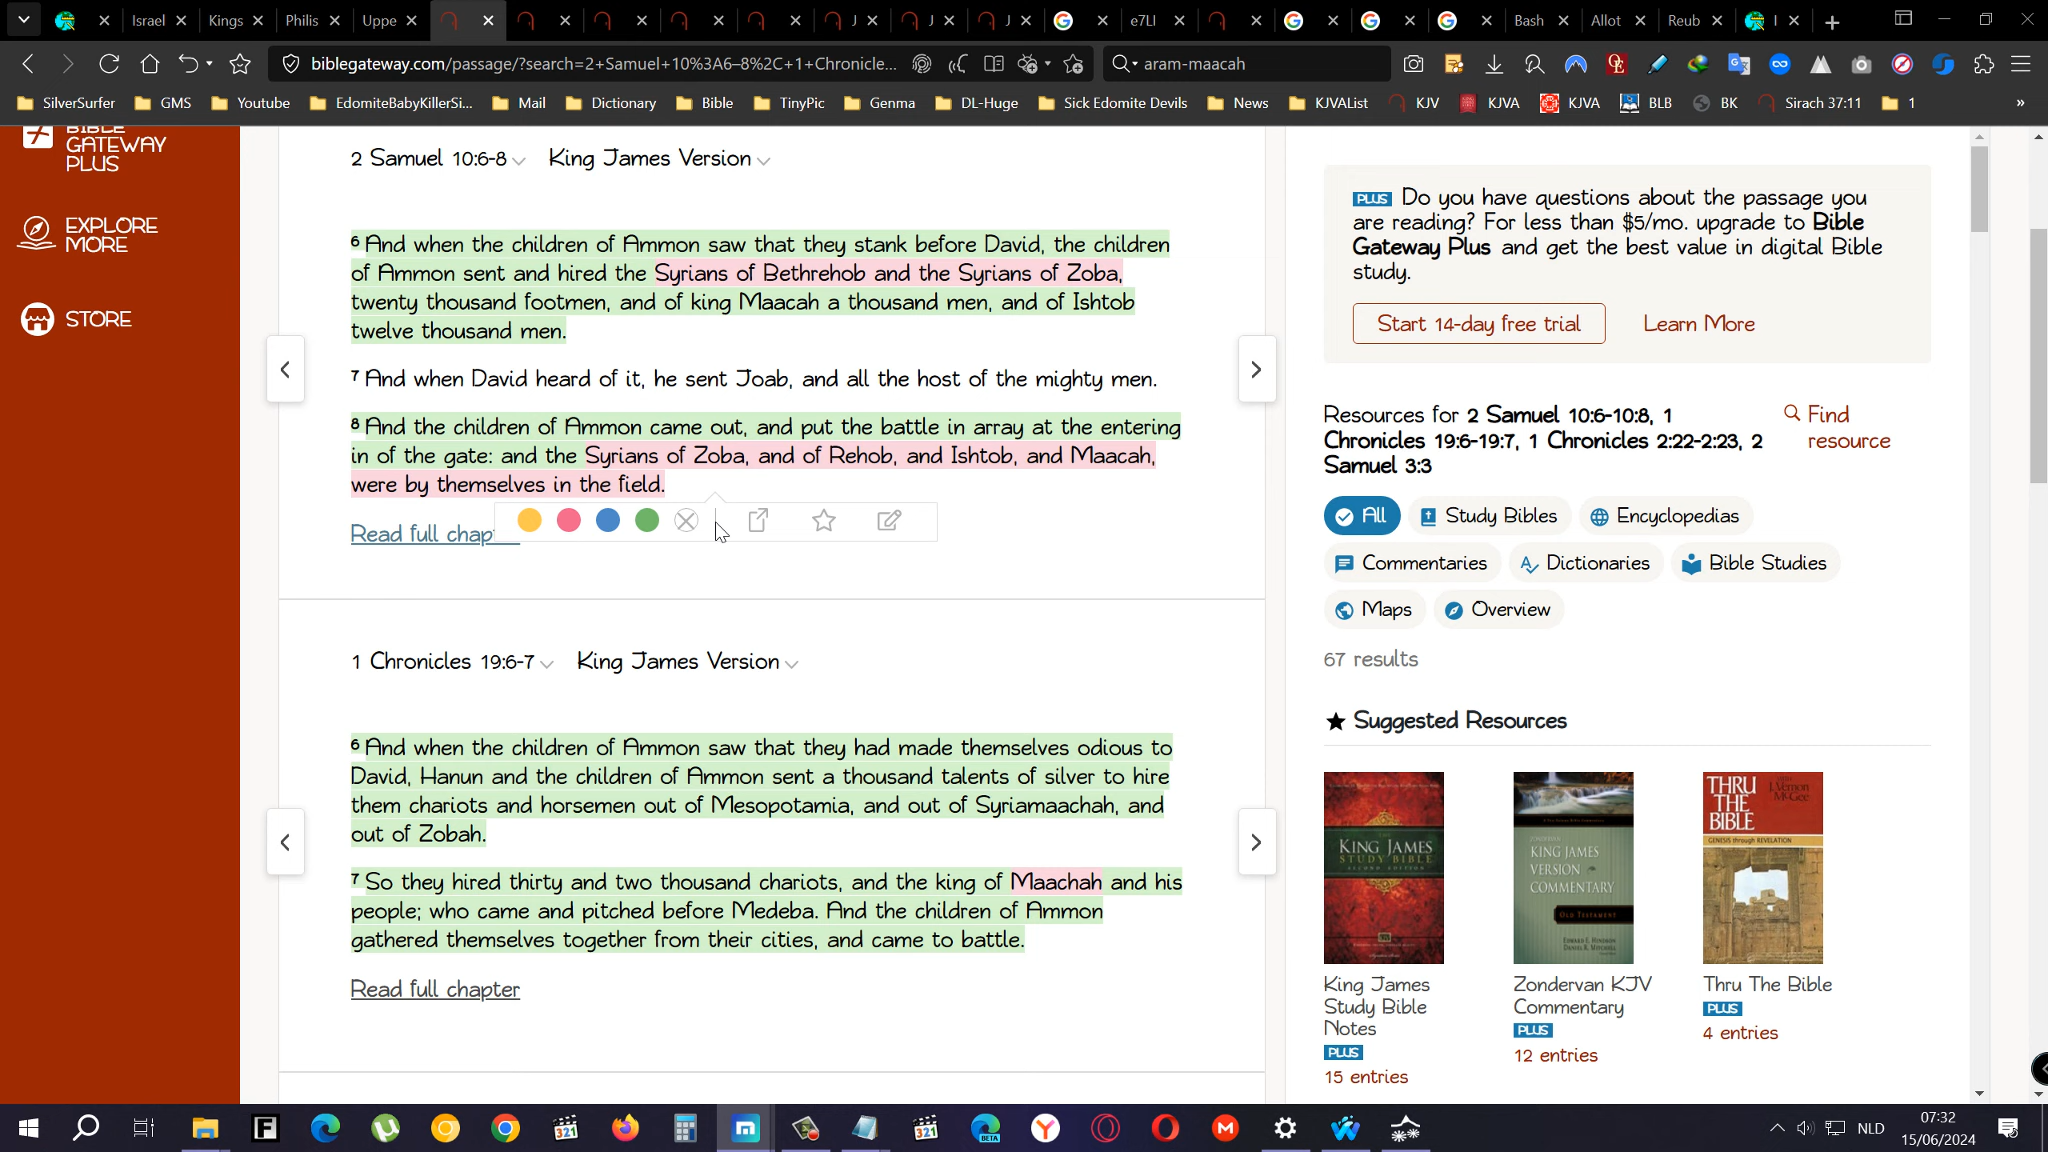 Israel
Kings
Philis
Uppe
J
J
J
e7LI
Bash
Allot
Reub
I
biblegateway.com/passage/?search=2+Samuel+10%3A6–8%2C+1+Chronicle...
aram-maacah
SilverSurfer
GMS
Youtube
EdomiteBabyKillerSi...
Mail
Dictionary
Bible
TinyPic
Genma
DL-Huge
Sick Edomite Devils
News
KJVAList
KJV
KJVA
KJVA
BLB
BK
Sirach 37:11
1
»
BIBLE
GATEWAY
PLUS
EXPLORE
MORE
STORE
2 Samuel 10:6-8 King James Version
6 And when the children of Ammon saw that they stank before David, the children
of Ammon sent and hired the Syrians of Bethrehob and the Syrians of Zoba,
twenty thousand footmen, and of king Maacah a thousand men, and of Ishtob
twelve thousand men.
7 And when David heard of it, he sent Joab, and all the host of the mighty men.
8 And the children of Ammon came out, and put the battle in array at the entering
in of the gate: and the Syrians of Zoba, and of Rehob, and Ishtob, and Maacah,
were by themselves in the field.
Read full chap
1 Chronicles 19:6-7 King James Version
6 And when the children of Ammon saw that they had made themselves odious to
David, Hanun and the children of Ammon sent a thousand talents of silver to hire
them chariots and horsemen out of Mesopotamia, and out of Syriamaachah, and
out of Zobah.
7 So they hired thirty and two thousand chariots, and the king of Maachah and his
people; who came and pitched before Medeba. And the children of Ammon
gathered themselves together from their cities, and came to battle.
Read full chapter
PLUS Do you have questions about the passage you
are reading? For less than $5/mo. upgrade to Bible
Gateway Plus and get the best value in digital Bible
study.
Start 14-day free trial
Learn More
Resources for 2 Samuel 10:6-10:8, 1
Chronicles 19:6-19:7, 1 Chronicles 2:22-2:23, 2
Samuel 3:3
Find
resource
All
Study Bibles
Encyclopedias
Commentaries
Dictionaries
Bible Studies
Maps
Overview
67 results
Suggested Resources
KING JAMES
STUDY BIBLE
KING JAMES
VERSION
COMMENTARY
OLD TESTAMENT
THRU
THE
BIBLE
J. Vernon
McGee
GENESIS through REVELATION
King James
Study Bible
Notes
PLUS
15 entries
Zondervan KJV
Commentary
PLUS
12 entries
Thru The Bible
PLUS
4 entries
321
321
BETA
NLD
07:32
15/06/2024